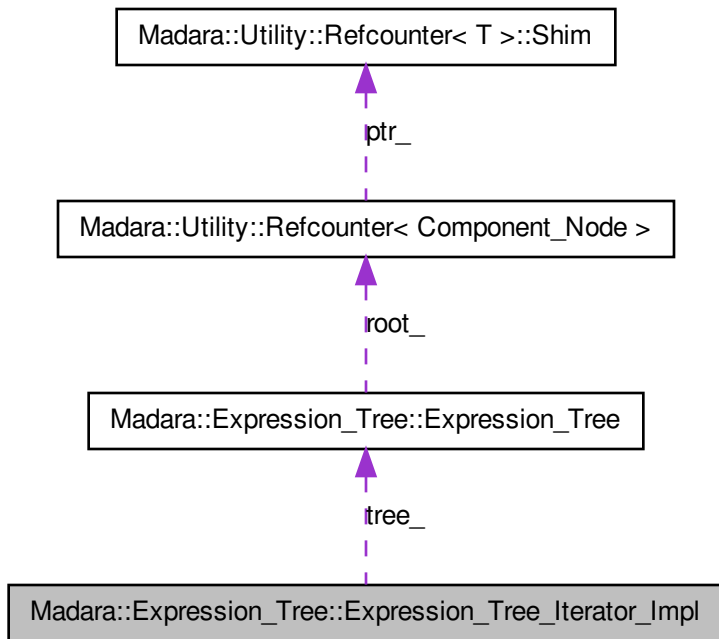 Madara::Utility::Refcounter< T >::Shim
ptr_
Madara::Utility::Refcounter< Component_Node >
root_
Madara::Expression_Tree::Expression_Tree
tree_
Madara::Expression_Tree::Expression_Tree_Iterator_Impl